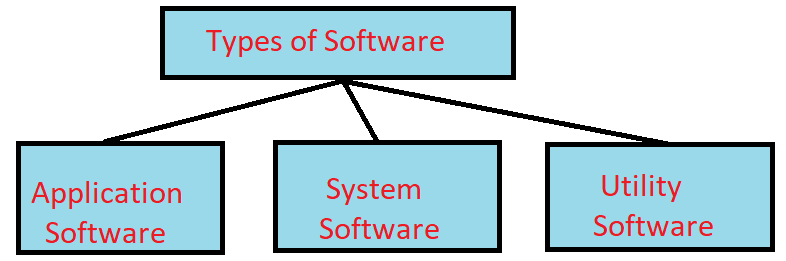 Types of Software
Application
Software
System
Software
Utility
Software